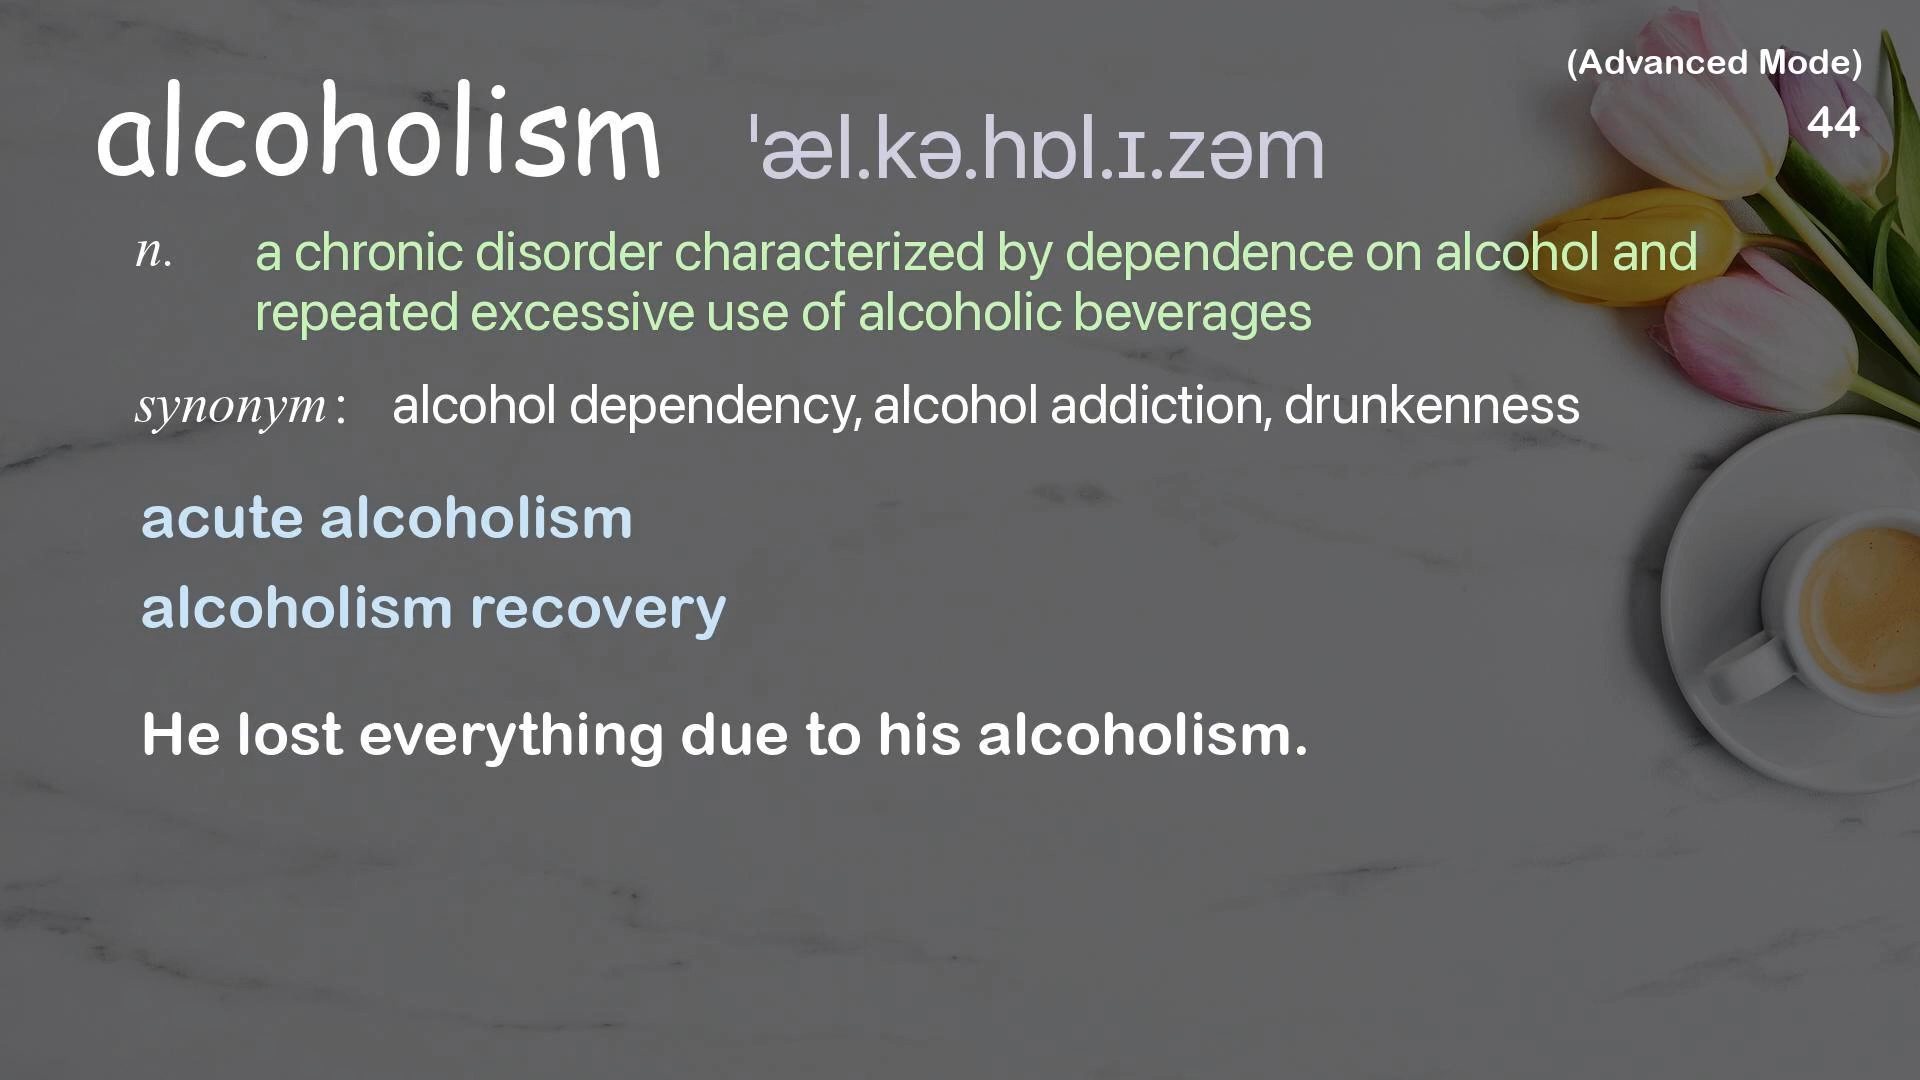 (Advanced Mode)
44
alcoholism ˈæl.kə.hɒl.ɪ.zəm
n. a chronic disorder characterized by dependence on alcohol and
repeated excessive use of alcoholic beverages
synonym: alcohol dependency, alcohol addiction, drunkenness
acute alcoholism
alcoholism recovery
He lost everything due to his alcoholism.